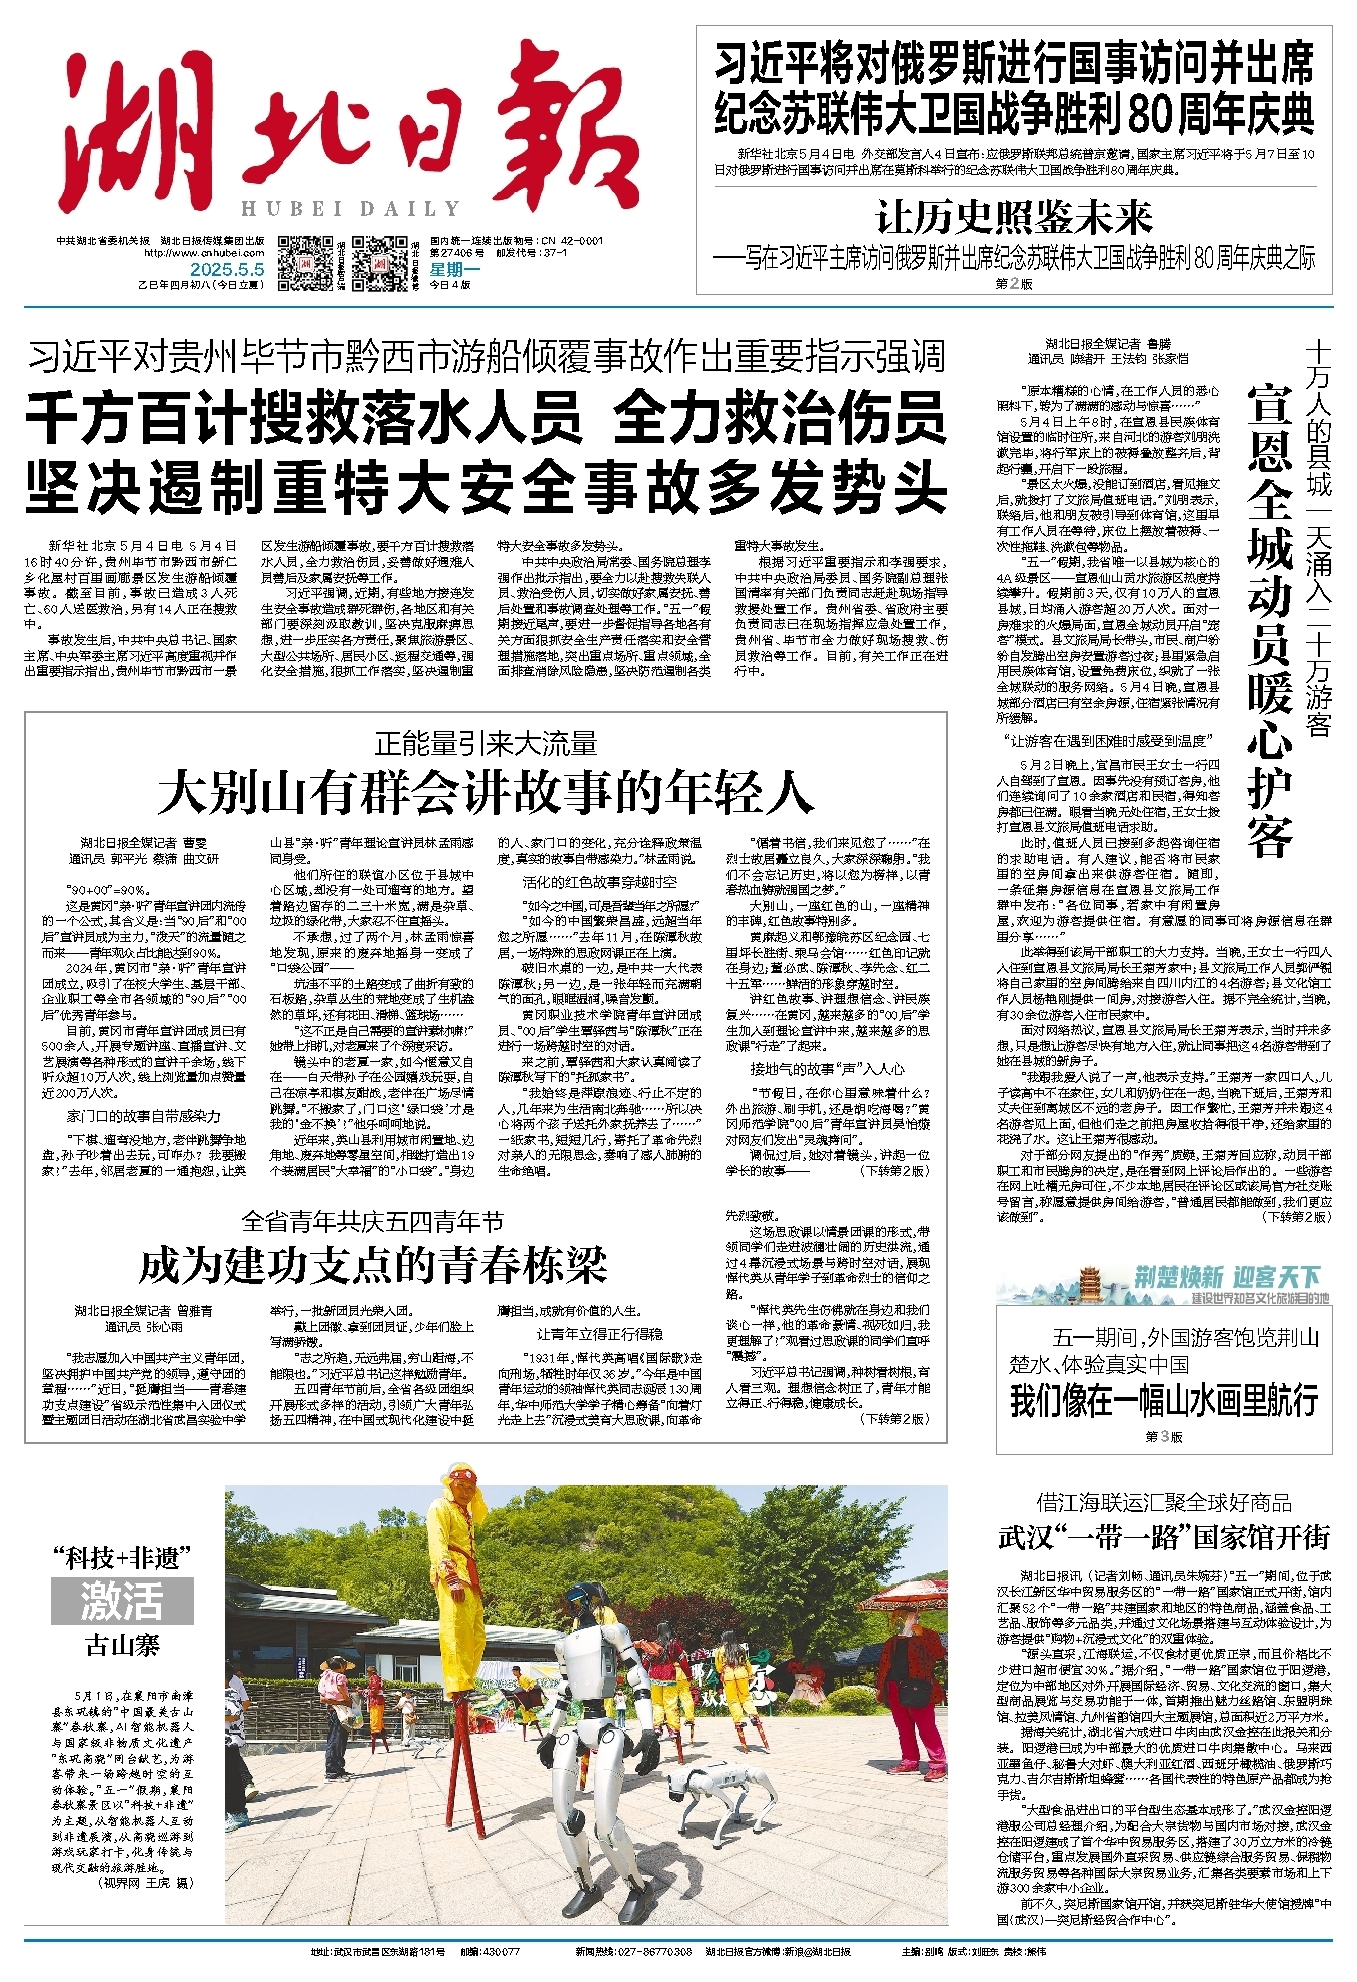 湖北日報
HUBEI DAILY
中共湖北省委机关报 湖北日报传媒集团出版
http://www.cnhubei.com
2025.5.5
乙巳年四月初八(今日立夏)
国内统一连续出版物号:CN 42-0001
第27406号 邮发代号:37-1
星期一
今日4版
习近平将对俄罗斯进行国事访问并出席
纪念苏联伟大卫国战争胜利80周年庆典
新华社北京5月4日电 外交部发言人4日宣布:应俄罗斯联邦总统普京邀请,国家主席习近平将于5月7日至10
日对俄罗斯进行国事访问并出席在莫斯科举行的纪念苏联伟大卫国战争胜利80周年庆典。
让历史照鉴未来
——写在习近平主席访问俄罗斯并出席纪念苏联伟大卫国战争胜利80周年庆典之际
第2版
习近平对贵州毕节市黔西市游船倾覆事故作出重要指示强调
千方百计搜救落水人员 全力救治伤员
坚决遏制重特大安全事故多发势头
新华社北京5月4日电 5月4日
16时40分许,贵州毕节市黔西市新仁
乡化屋村百里画廊景区发生游船倾覆
事故。截至目前,事故已造成3人死
亡、60人送医救治,另有14人正在搜救
中。
事故发生后,中共中央总书记、国家
主席、中央军委主席习近平高度重视并作
出重要指示指出,贵州毕节市黔西市一景
区发生游船倾覆事故,要千方百计搜救落
水人员,全力救治伤员,妥善做好遇难人
员善后及家属安抚等工作。
习近平强调,近期,有些地方接连发
生安全事故造成群死群伤,各地区和有关
部门要深刻汲取教训,坚决克服麻痹思
想,进一步压实各方责任,聚焦旅游景区、
大型公共场所、居民小区、返程交通等,强
化安全措施,狠抓工作落实,坚决遏制重
特大安全事故多发势头。
中共中央政治局常委、国务院总理李
强作出批示指出,要全力以赴搜救失联人
员、救治受伤人员,切实做好家属安抚、善
后处置和事故调查处理等工作。“五一”假
期接近尾声,要进一步督促指导各地各有
关方面狠抓安全生产责任落实和安全管
理措施落地,突出重点场所、重点领域,全
面排查消除风险隐患,坚决防范遏制各类
重特大事故发生。
根据习近平重要指示和李强要求,
中共中央政治局委员、国务院副总理张
国清率有关部门负责同志赶赴现场指导
救援处置工作。贵州省委、省政府主要
负责同志已在现场指挥应急处置工作,
贵州省、毕节市全力做好现场搜救、伤
员救治等工作。目前,有关工作正在进
行中。
十万人的县城一天涌入二十万游客
宣恩全城动员暖心护客
湖北日报全媒记者 鲁腾
通讯员 陈绪开 王法钧 张家恺
“原本糟糕的心情,在工作人员的悉心
照料下,转为了满满的感动与惊喜……”
5月4日上午8时,在宣恩县民族体育
馆设置的临时住所,来自河北的游客刘朋洗
漱完毕,将行军床上的被褥叠放整齐后,背
起行囊,开启下一段旅程。
“景区太火爆,没能订到酒店,看见推文
后,就拨打了文旅局值班电话。”刘朋表示,
联络后,他和朋友被引导到体育馆,这里早
有工作人员在等待,床位上摆放着被褥、一
次性拖鞋、洗漱包等物品。
“五一”假期,我省唯一以县城为核心的
4A级景区——宣恩仙山贡水旅游区热度持
续攀升。假期前3天,仅有10万人的宣恩
县城,日均涌入游客超20万人次。面对一
房难求的火爆局面,宣恩全城动员开启“宠
客”模式。县文旅局局长带头,市民、商户纷
纷自发腾出空房安置游客过夜;县里紧急启
用民族体育馆,设置免费床位,织就了一张
全城联动的服务网络。5月4日晚,宣恩县
城部分酒店已有空余房源,住宿紧张情况有
所缓解。
“让游客在遇到困难时感受到温度”
5月2日晚上,宜昌市民王女士一行四
人自驾到了宣恩。因事先没有预订客房,他
们连续询问了10余家酒店和民宿,得知客
房都已住满。眼看当晚无处住宿,王女士拨
打宣恩县文旅局值班电话求助。
此时,值班人员已接到多起咨询住宿
的求助电话。有人建议,能否将市民家
里的空房间拿出来供游客住宿。随即,
一条征集房源信息在宣恩县文旅局工作
群中发布:“各位同事,若家中有闲置房
屋,欢迎为游客提供住宿。有意愿的同事可将房源信息在群
里分享……”
此举得到该局干部职工的大力支持。当晚,王女士一行四人
入住到宣恩县文旅局局长王菊芳家中;县文旅局工作人员郭严锐
将自己家里的空房间腾给来自四川内江的4名游客;县文化馆工
作人员杨艳刚提供一间房,对接游客入住。据不完全统计,当晚,
有30余位游客入住市民家中。
面对网络热议,宣恩县文旅局局长王菊芳表示,当时并未多
想,只是想让游客尽快有地方入住,就让同事把这4名游客带到了
她在县城的新房子。
“我跟我爱人说了一声,他表示支持。”王菊芳一家四口人,儿
子读高中不在家住,女儿和奶奶住在一起,当晚下班后,王菊芳和
丈夫住到离城区不远的老房子。因工作繁忙,王菊芳并未跟这4
名游客见上面,但他们走之前把房屋收拾得很干净,还给家里的
花浇了水。这让王菊芳很感动。
对于部分网友提出的“作秀”质疑,王菊芳回应称,动员干部
职工和市民腾房的决定,是在看到网上评论后作出的。一些游客
在网上吐槽无房可住,不少本地居民在评论区或该局官方社交账
号留言,称愿意提供房间给游客,“普通居民都能做到,我们更应
该做到”。 (下转第2版)
正能量引来大流量
大别山有群会讲故事的年轻人
湖北日报全媒记者 曹雯
通讯员 郭平光 蔡潇 曲文研
“90+00”=90%。
这是黄冈“亲·听”青年宣讲团内流传
的一个公式,其含义是:当“90后”和“00
后”宣讲员成为主力,“泼天”的流量随之
而来——青年观众占比能达到90%。
2024年,黄冈市“亲·听”青年宣讲
团成立,吸引了在校大学生、基层干部、
企业职工等全市各领域的“90后”“00
后”优秀青年参与。
目前,黄冈市青年宣讲团成员已有
500余人,开展专题讲座、直播宣讲、文
艺展演等各种形式的宣讲千余场,线下
听众超10万人次,线上浏览量加点赞量
近200万人次。
家门口的故事自带感染力
“下棋、遛弯没地方,老伴跳舞争地
盘,孙子吵着出去玩,可咋办？我要搬
家!”去年,邻居老夏的一通抱怨,让英
山县“亲·听”青年理论宣讲员林孟雨感
同身受。
他们所住的联谊小区位于县城中
心区域,却没有一处可遛弯的地方。望
着路边留存的二三十米宽,满是杂草、
垃圾的绿化带,大家忍不住直摇头。
不承想,过了两个月,林孟雨惊喜
地发现,原来的废弃地摇身一变成了
“口袋公园”——
坑洼不平的土路变成了曲折有致的
石板路,杂草丛生的荒地变成了生机盎
然的草坪,还有花田、滑梯、篮球场……
“这不正是自己需要的宣讲素材嘛!”
她带上相机,对老夏来了个深度采访。
镜头中的老夏一家,如今惬意又自
在——白天带孙子在公园嬉戏玩耍,自
己在凉亭和棋友酣战,老伴在广场尽情
跳舞。“不搬家了,门口这‘绿口袋’才是
我的‘金不换’!”他乐呵呵地说。
近年来,英山县利用城市闲置地、边
角地、废弃地等零星空间,相继打造出19
个装满居民“大幸福”的“小口袋”。“身边
的人、家门口的变化,充分诠释政策温
度,真实的故事自带感染力。”林孟雨说。
活化的红色故事穿越时空
“如今之中国,可是吾辈当年之所愿?”
“如今的中国繁荣昌盛,远超当年
您之所愿……”去年11月,在陈潭秋故
居,一场特殊的思政网课正在上演。
破旧木桌的一边,是中共一大代表
陈潭秋;另一边,是一张年轻而充满朝
气的面孔,眼眶湿润,嗓音发颤。
黄冈职业技术学院青年宣讲团成
员、“00后”学生覃驿西与“陈潭秋”正在
进行一场跨越时空的对话。
来之前,覃驿西和大家认真阅读了
陈潭秋写下的“托孤家书”。
“我始终是萍踪浪迹、行止不定的
人,几年来为生活南北奔驰……所以决
心将两个孩子送托外家抚养去了……”
一纸家书,短短几行,寄托了革命先烈
对亲人的无限思念,奏响了感人肺腑的
生命绝唱。
“循着书信,我们来见您了……”在
烈士故居矗立良久,大家深深鞠躬。“我
们不会忘记历史,将以您为榜样,以青
春热血铸就强国之梦。”
大别山,一座红色的山,一座精神
的丰碑,红色故事特别多。
黄麻起义和鄂豫皖苏区纪念园、七
里坪长胜街、乘马会馆……红色印记就
在身边;董必武、陈潭秋、李先念、红二
十五军……鲜活的形象穿越时空。
讲红色故事、讲理想信念、讲民族
复兴……在黄冈,越来越多的“00后”学
生加入到理论宣讲中来,越来越多的思
政课“行走”了起来。
接地气的故事“声”入人心
“节假日,在你心里意味着什么?
外出旅游、刷手机,还是胡吃海喝?”黄
冈师范学院“00后”青年宣讲员吴怡璇
对网友们发出“灵魂拷问”。
调侃过后,她对着镜头,讲起一位
学长的故事—— (下转第2版)
全省青年共庆五四青年节
成为建功支点的青春栋梁
湖北日报全媒记者 曾雅青
通讯员 张心雨
“我志愿加入中国共产主义青年团,
坚决拥护中国共产党的领导,遵守团的
章程……”近日,“挺膺担当——青春建
功支点建设”省级示范性集中入团仪式
暨主题团日活动在湖北省武昌实验中学
举行,一批新团员光荣入团。
戴上团徽、拿到团员证,少年们脸上
写满骄傲。
“志之所趋,无远弗届,穷山距海,不
能限也。”习近平总书记这样勉励青年。
五四青年节前后,全省各级团组织
开展形式多样的活动,引领广大青年弘
扬五四精神,在中国式现代化建设中挺
膺担当,成就有价值的人生。
让青年立得正行得稳
“1931年,恽代英高唱《国际歌》走
向刑场,牺牲时年仅36岁。”今年是中国
青年运动的领袖恽代英同志诞辰130周
年,华中师范大学学子精心筹备“向着灯
光走上去”沉浸式美育大思政课,向革命
先烈致敬。
这场思政课以情景团课的形式,带
领同学们走进波澜壮阔的历史洪流,通
过4幕沉浸式场景与跨时空对话,展现
恽代英从青年学子到革命烈士的信仰之
路。
“恽代英先生仿佛就在身边和我们
谈心一样,他的革命豪情、视死如归,我
更理解了!”观看过思政课的同学们直呼
“震撼”。
习近平总书记强调,种树看树根,育
人看三观。理想信念树正了,青年才能
立得正、行得稳,健康成长。
(下转第2版)
荆楚焕新 迎客天下
建设世界知名文化旅游目的地
五一期间,外国游客饱览荆山
楚水、体验真实中国
我们像在一幅山水画里航行
第3版
借江海联运汇聚全球好商品
武汉“一带一路”国家馆开街
湖北日报讯 (记者刘畅、通讯员朱婉芬)“五一”期间,位于武
汉长江新区华中贸易服务区的“一带一路”国家馆正式开街,馆内
汇聚52个“一带一路”共建国家和地区的特色商品,涵盖食品、工
艺品、服饰等多元品类,并通过文化场景搭建与互动体验设计,为
游客提供“购物+沉浸式文化”的双重体验。
“源头直采,江海联运,不仅食材更优质正宗,而且价格比不
少进口超市便宜30%。”据介绍,“一带一路”国家馆位于阳逻港,
定位为中部地区对外开展国际经济、贸易、文化交流的窗口,集大
型商品展览与交易功能于一体,首期推出魅力丝路馆、东盟明珠
馆、拉美风情馆、九州省韵馆四大主题展馆,总面积近2万平方米。
据海关统计,湖北省六成进口牛肉由武汉金控在此报关和分
装。阳逻港已成为中部最大的优质进口牛肉集散中心。马来西
亚墨鱼仔、秘鲁大对虾、澳大利亚红酒、西班牙橄榄油、俄罗斯巧
克力、吉尔吉斯斯坦蜂蜜……各国代表性的特色原产品都成为抢
手货。
“大型食品进出口的平台型生态基本成形了。”武汉金控阳逻
港服公司总经理介绍,为配合大宗货物与国内市场对接,武汉金
控在阳逻建成了首个华中贸易服务区,搭建了30万立方米的冷链
仓储平台,重点发展国外直采贸易、供应链综合服务贸易、保税物
流服务贸易等各种国际大宗贸易业务,汇集各类要素市场和上下
游300余家中小企业。
前不久,突尼斯国家馆开馆,并获突尼斯驻华大使馆授牌“中
国(武汉)—突尼斯经贸合作中心”。
“科技+非遗”
激活
古山寨
5月1日,在襄阳市南漳
县东巩镇的“中国最美古山
寨”春秋寨,AI智能机器人
与国家级非物质文化遗产
“东巩高跷”同台献艺,为游
客带来一场跨越时空的互
动体验。“五一”假期,襄阳
春秋寨景区以“科技+非遗”
为主题,从智能机器人互动
到非遗展演,从高跷巡游到
游戏玩家打卡,化身传统与
现代交融的旅游胜地。
(视界网 王虎 摄)
地址:武汉市武昌区东湖路181号 邮编:430077 新闻热线:027-86770308 湖北日报官方微博:新浪@湖北日报 主编:别鸣 版式:刘阳东 责校:熊伟